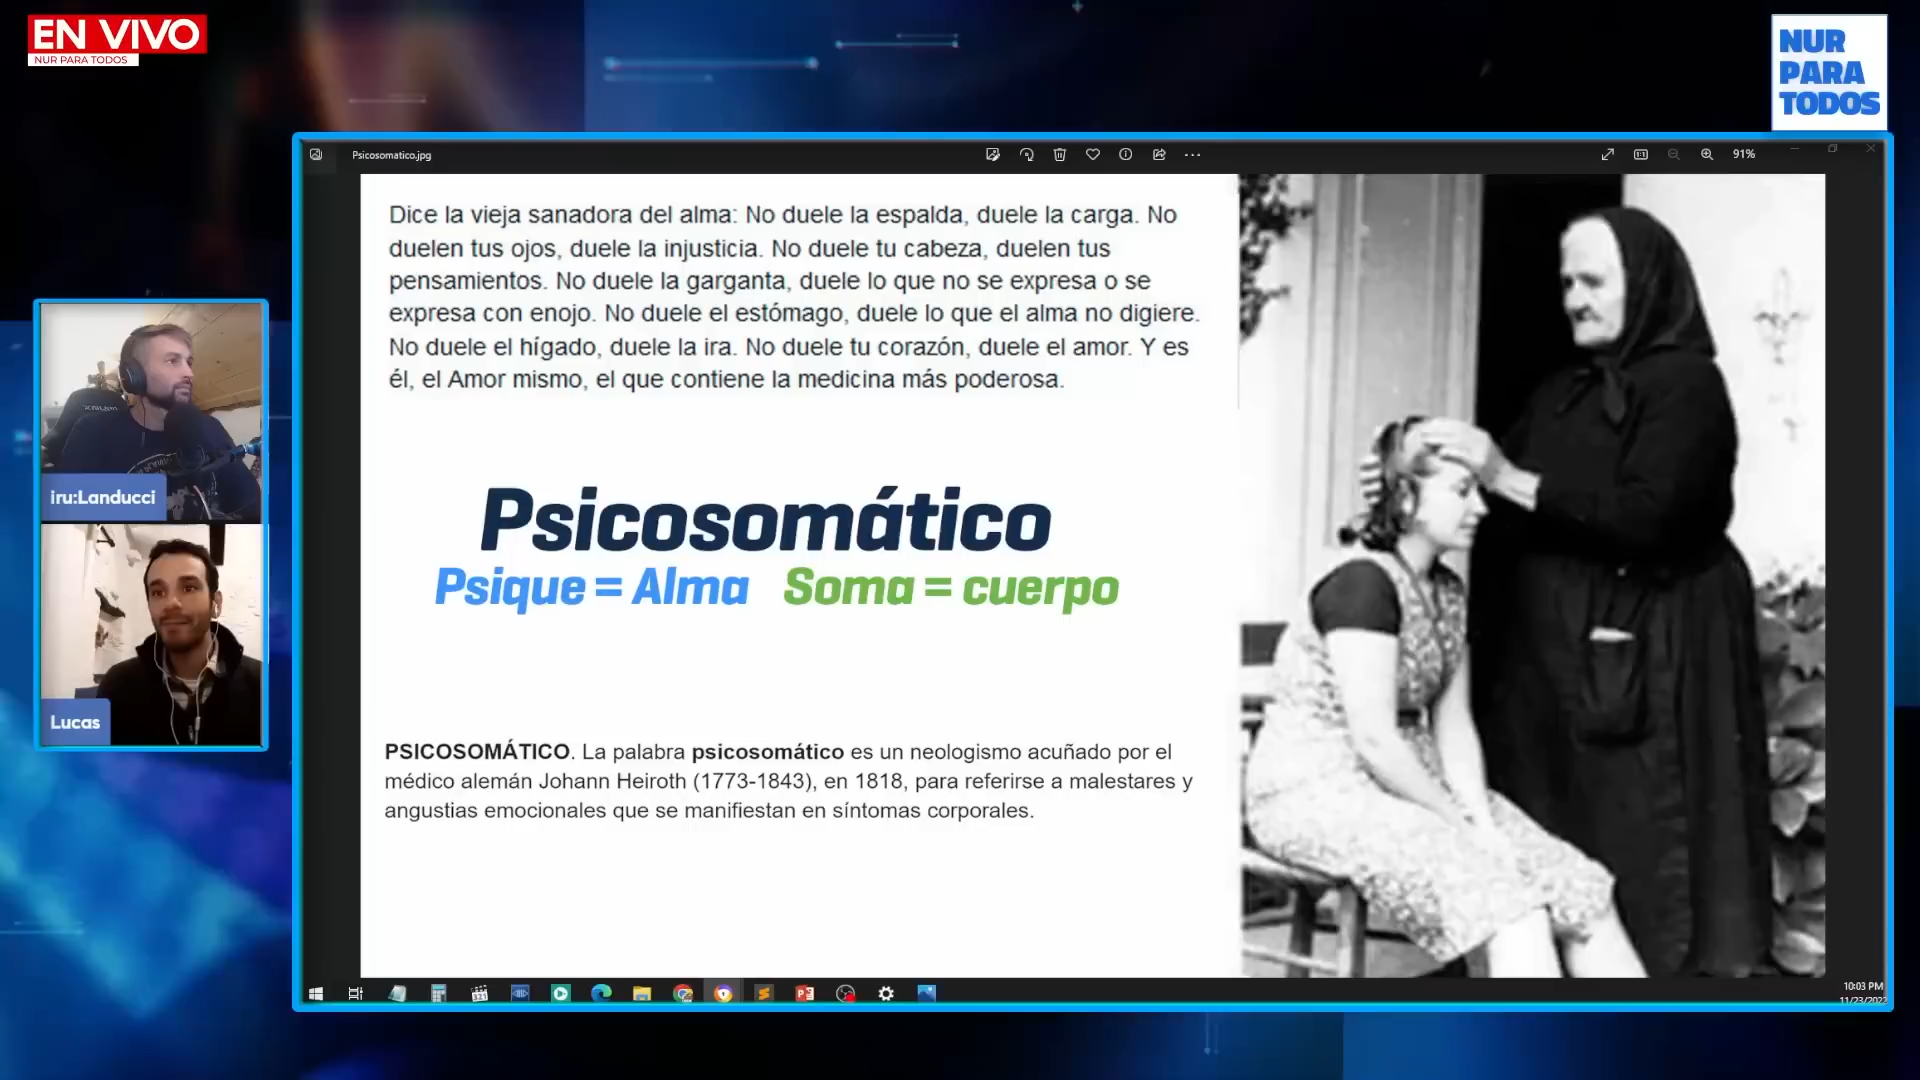 EN VIVO
NUR PARA TODOS
NUR
PARA
TODOS
Psicosomatico.jpg
91%
Dice la vieja sanadora del alma: No duele la espalda, duele la carga. No
duelen tus ojos, duele la injusticia. No duele tu cabeza, duelen tus
pensamientos. No duele la garganta, duele lo que no se expresa o se
expresa con enojo. No duele el estómago, duele lo que el alma no digiere.
No duele el hígado, duele la ira. No duele tu corazón, duele el amor. Y es
él, el Amor mismo, el que contiene la medicina más poderosa.
Psicosomático
Psique = Alma Soma = cuerpo
PSICOSOMÁTICO. La palabra psicosomático es un neologismo acuñado por el
médico alemán Johann Heiroth (1773-1843), en 1818, para referirse a malestares y
angustias emocionales que se manifiestan en síntomas corporales.
iru:Landucci
Lucas
10:03 PM